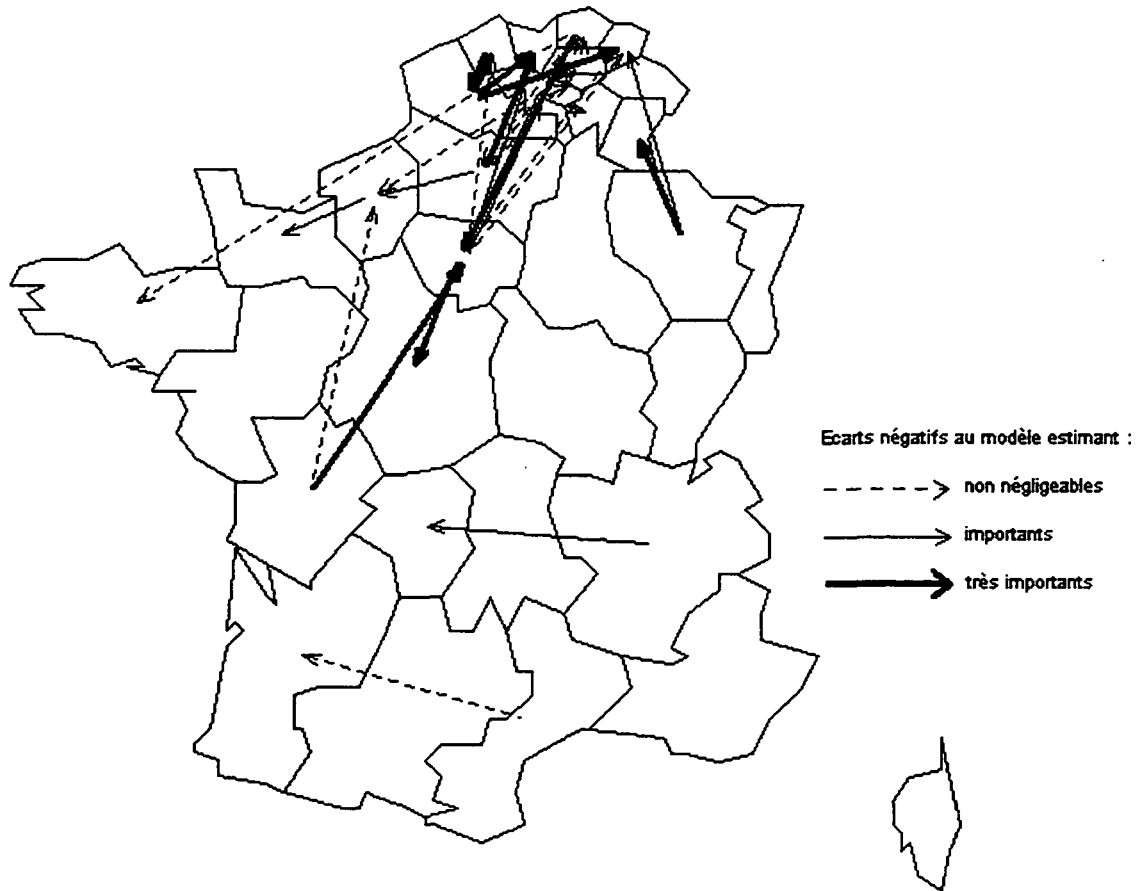 Ecarts négatifs au modèle estimant :
non négligeables
importants
très importants